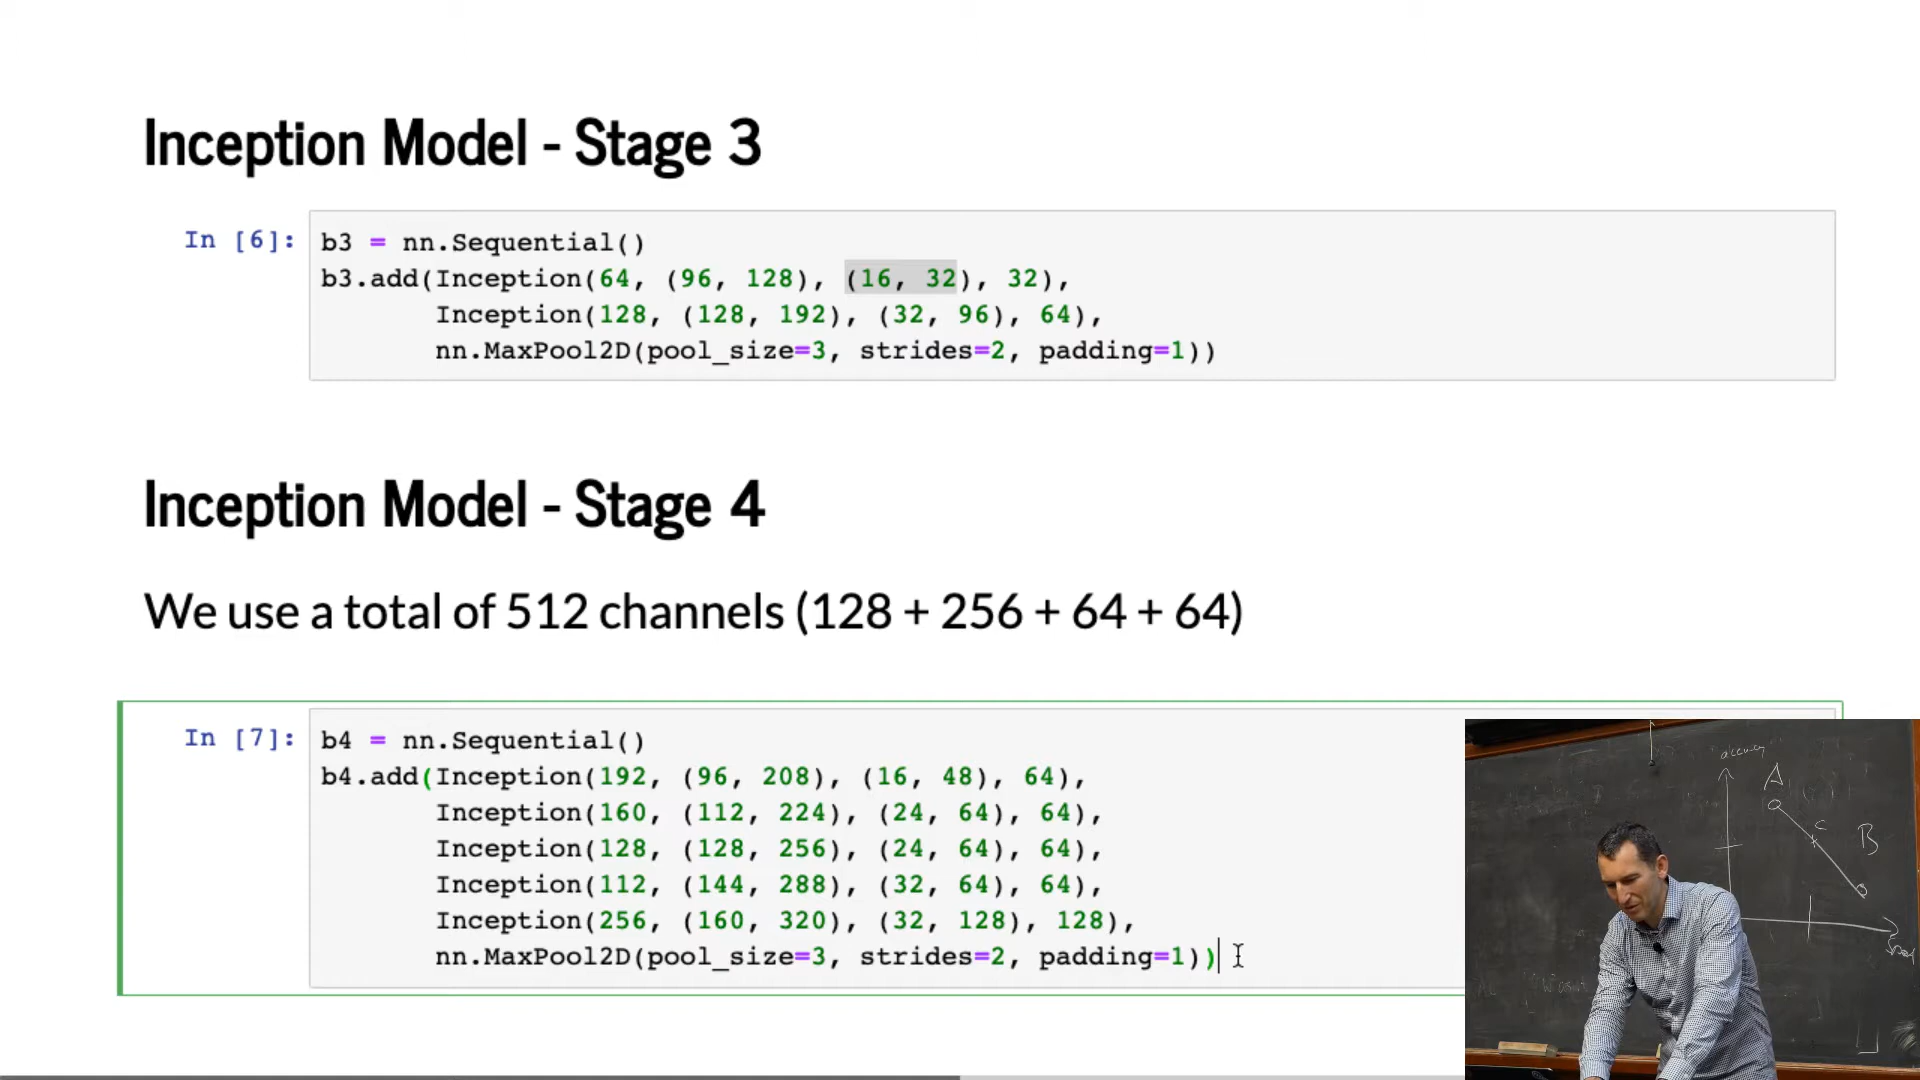 Inception Model - Stage 3
In [6]:
b3 = nn.Sequential()
b3.add(Inception(64, (96, 128), (16, 32), 32),
Inception(128, (128, 192), (32, 96), 64),
nn.MaxPool2D(pool_size=3, strides=2, padding=1))
Inception Model - Stage 4
We use a total of 512 channels (128 + 256 + 64 + 64)
In [7]:
b4 = nn.Sequential()
b4.add(Inception(192, (96, 208), (16, 48), 64),
Inception(160, (112, 224), (24, 64), 64),
Inception(128, (128, 256), (24, 64), 64),
Inception(112, (144, 288), (32, 64), 64),
Inception(256, (160, 320), (32, 128), 128),
nn.MaxPool2D(pool_size=3, strides=2, padding=1))
A
C
B